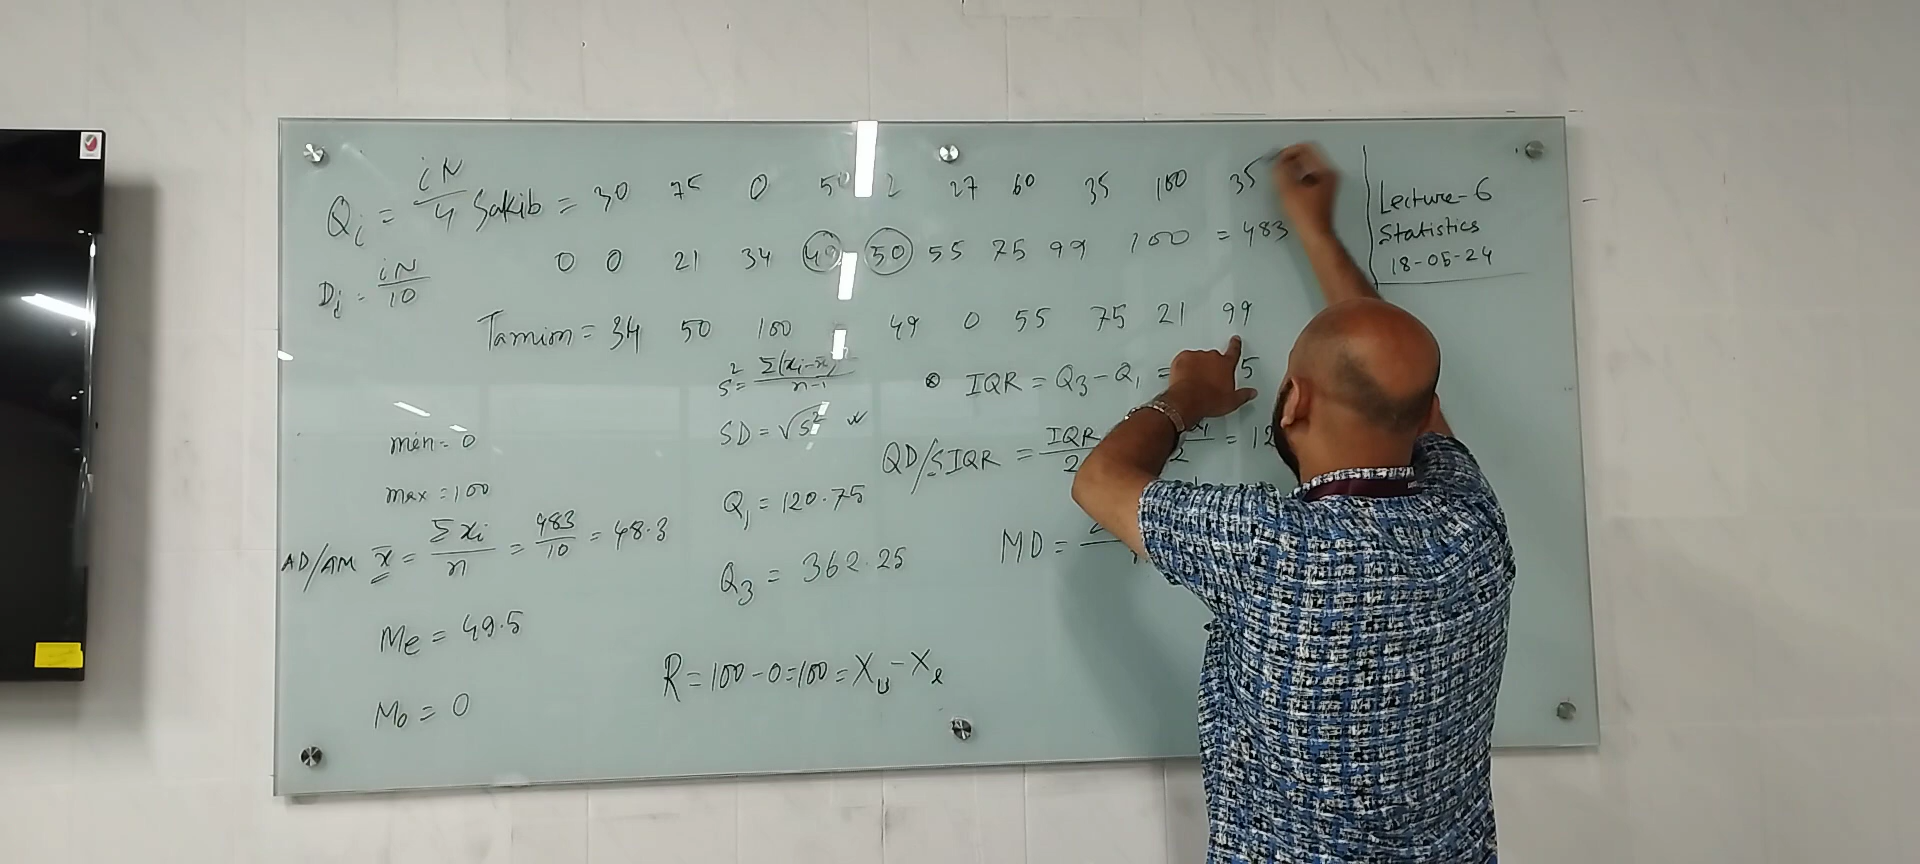 Qi = iN/4 Sakib = 30 75 0 50 2 27 60 35 100 35
0 0 21 34 49 50 55 75 99 100 = 483
Di = iN/10
Tamim = 34 50 100 49 0 55 75 21 99
S² = Σ(xi - x̄)/n-1
⊗ IQR = Q3 - Q1 = 5
SD = √S²
QD/SIQR = IQR/2 /2 = 12
min = 0
max = 100
Q1 = 120.75
AD/AM x̄ = Σxi/n = 483/10 = 48.3
MD =
Q3 = 362.25
Me = 49.5
R = 100 - 0 = 100 = Xu - Xl
Mo = 0
Lecture-6
Statistics
18-05-24